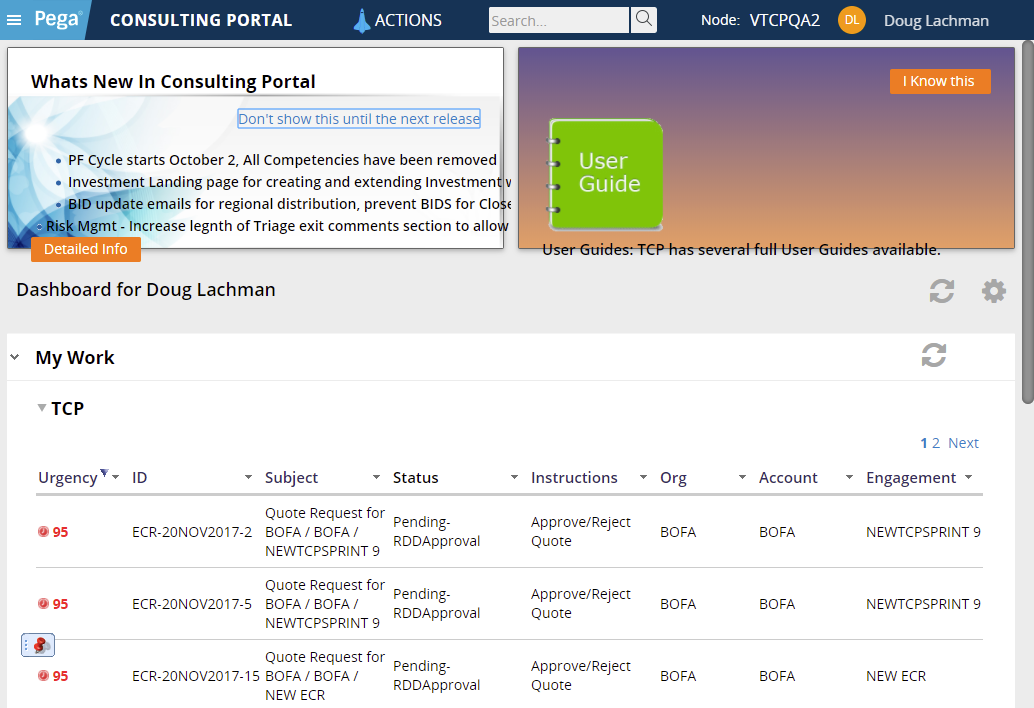 Pega
CONSULTING PORTAL
ACTIONS
Search...
Node: VTCPQA2
DL
Doug Lachman
Whats New In Consulting Portal
Don't show this until the next release
PF Cycle starts October 2, All Competencies have been removed
Investment Landing page for creating and extending Investment w
BID update emails for regional distribution, prevent BIDS for Close
Risk Mgmt - Increase legnth of Triage exit comments section to allow
Detailed Info
I Know this
User
Guide
User Guides: TCP has several full User Guides available.
Dashboard for Doug Lachman
My Work
TCP
1 2 Next
Urgency ID Subject Status Instructions Org Account Engagement
95
ECR-20NOV2017-2
Quote Request for
BOFA / BOFA /
NEWTCPSPRINT 9
Pending-
RDDApproval
Approve/Reject
Quote
BOFA
BOFA
NEWTCPSPRINT 9
95
ECR-20NOV2017-5
Quote Request for
BOFA / BOFA /
NEWTCPSPRINT 9
Pending-
RDDApproval
Approve/Reject
Quote
BOFA
BOFA
NEWTCPSPRINT 9
95
ECR-20NOV2017-15
Quote Request for
BOFA / BOFA /
NEW ECR
Pending-
RDDApproval
Approve/Reject
Quote
BOFA
BOFA
NEW ECR